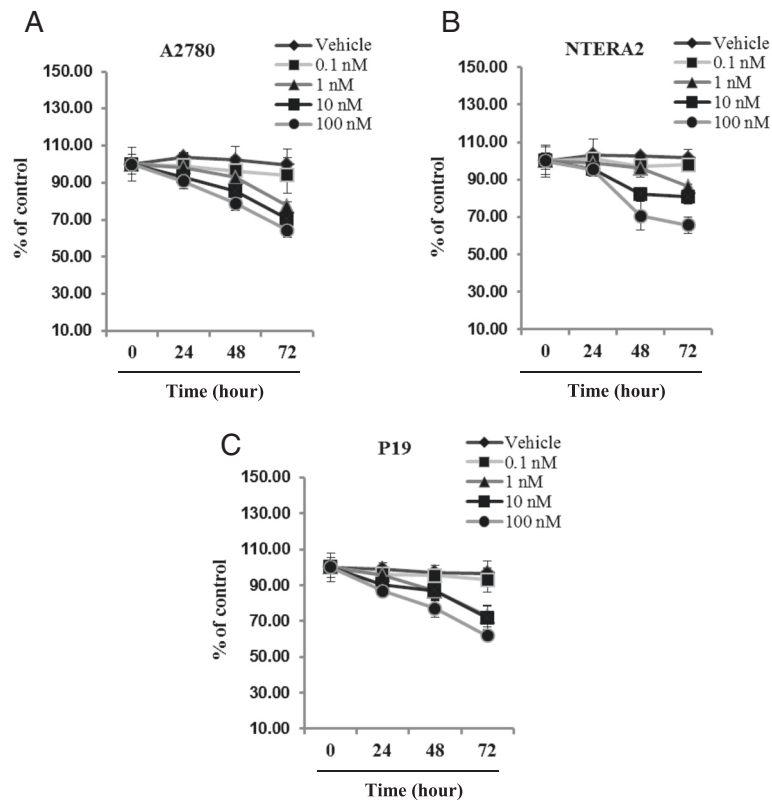 A
A2780
Vehicle
0.1 nM
1 nM
10 nM
100 nM
150.00
130.00
110.00
90.00
70.00
50.00
30.00
10.00
% of control
0 24 48 72
Time (hour)
B
NTERA2
Vehicle
0.1 nM
1 nM
10 nM
100 nM
150.00
130.00
110.00
90.00
70.00
50.00
30.00
10.00
% of control
0 24 48 72
Time (hour)
C
P19
Vehicle
0.1 nM
1 nM
10 nM
100 nM
150.00
130.00
110.00
90.00
70.00
50.00
30.00
10.00
% of control
0 24 48 72
Time (hour)